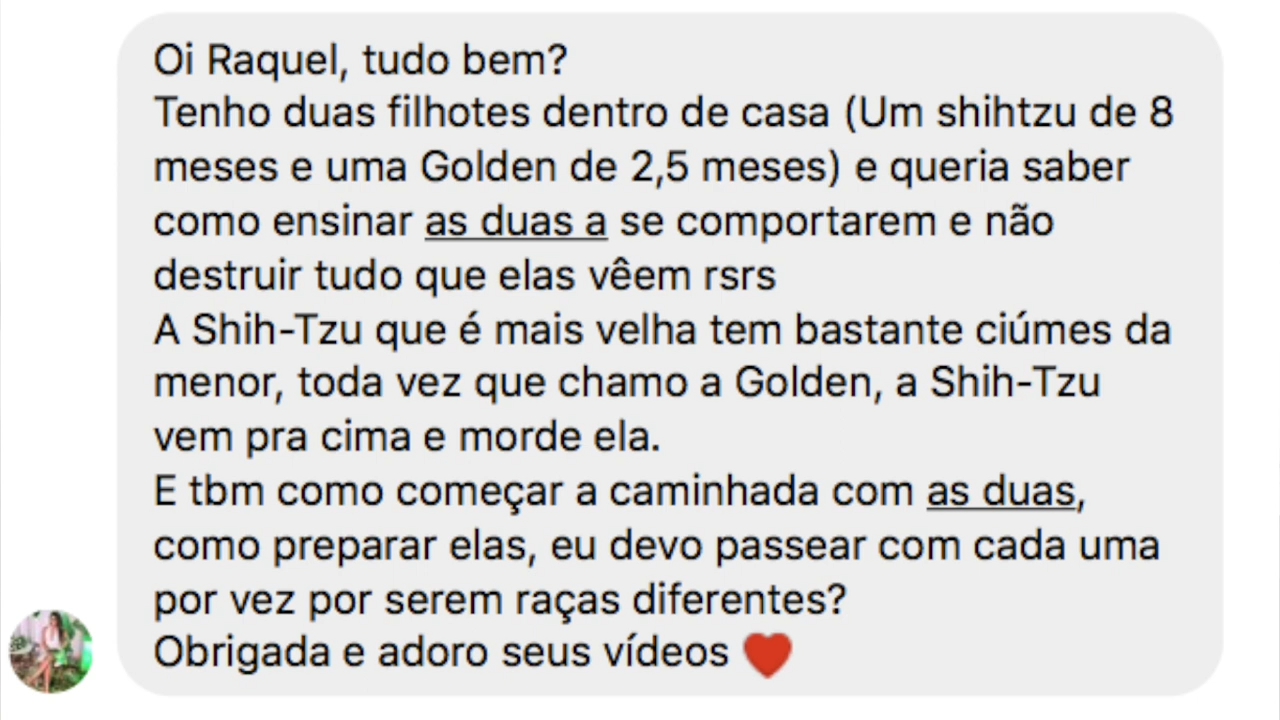 Oi Raquel, tudo bem?
Tenho duas filhotes dentro de casa (Um shihtzu de 8
meses e uma Golden de 2,5 meses) e queria saber
como ensinar as duas a se comportarem e não
destruir tudo que elas vêem rsrs
A Shih-Tzu que é mais velha tem bastante ciúmes da
menor, toda vez que chamo a Golden, a Shih-Tzu
vem pra cima e morde ela.
E tbm como começar a caminhada com as duas,
como preparar elas, eu devo passear com cada uma
por vez por serem raças diferentes?
Obrigada e adoro seus vídeos ❤️